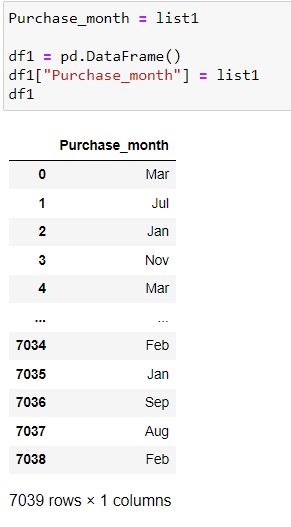 Purchase_month = list1
df1 = pd.DataFrame()
df1["Purchase_month"] = list1
df1
Purchase_month
0 Mar
1 Jul
2 Jan
3 Nov
4 Mar
... ...
7034 Feb
7035 Jan
7036 Sep
7037 Aug
7038 Feb
7039 rows × 1 columns